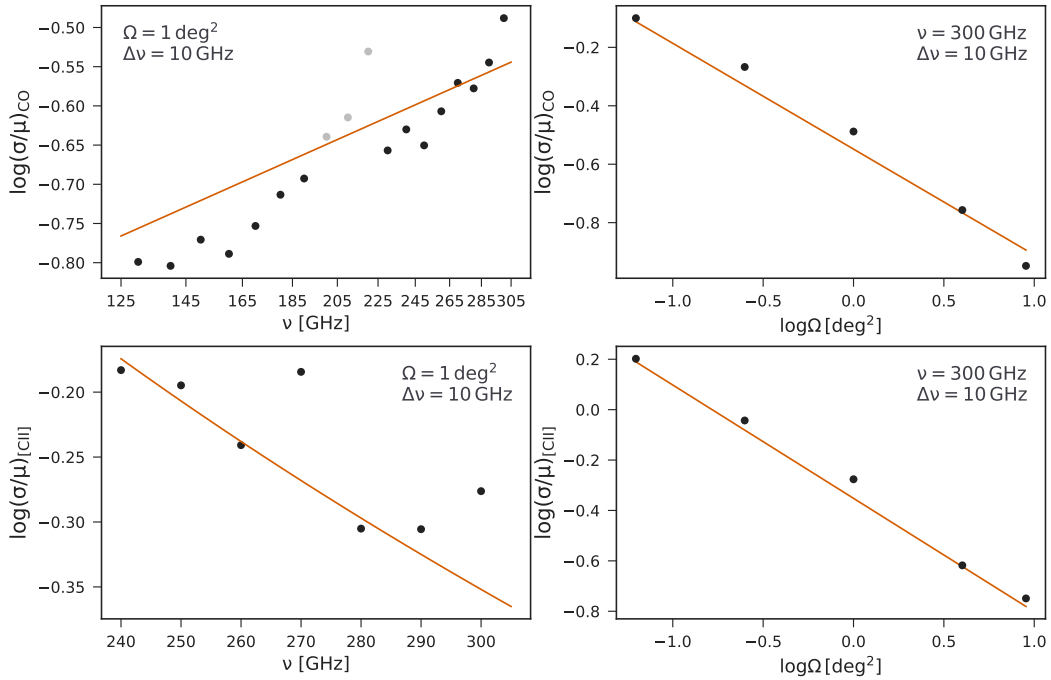 Ω = 1 deg²
Δν = 10 GHz
−0.50
−0.55
−0.60
−0.65
−0.70
−0.75
−0.80
log(σ/μ)CO
125 145 165 185 205 225 245 265 285 305
ν [GHz]
ν = 300 GHz
Δν = 10 GHz
−0.2
−0.4
−0.6
−0.8
log(σ/μ)CO
−1.0 −0.5 0.0 0.5 1.0
logΩ [deg²]
Ω = 1 deg²
Δν = 10 GHz
−0.20
−0.25
−0.30
−0.35
log(σ/μ)[CII]
240 250 260 270 280 290 300
ν [GHz]
ν = 300 GHz
Δν = 10 GHz
0.2
0.0
−0.2
−0.4
−0.6
−0.8
log(σ/μ)[CII]
−1.0 −0.5 0.0 0.5 1.0
logΩ [deg²]